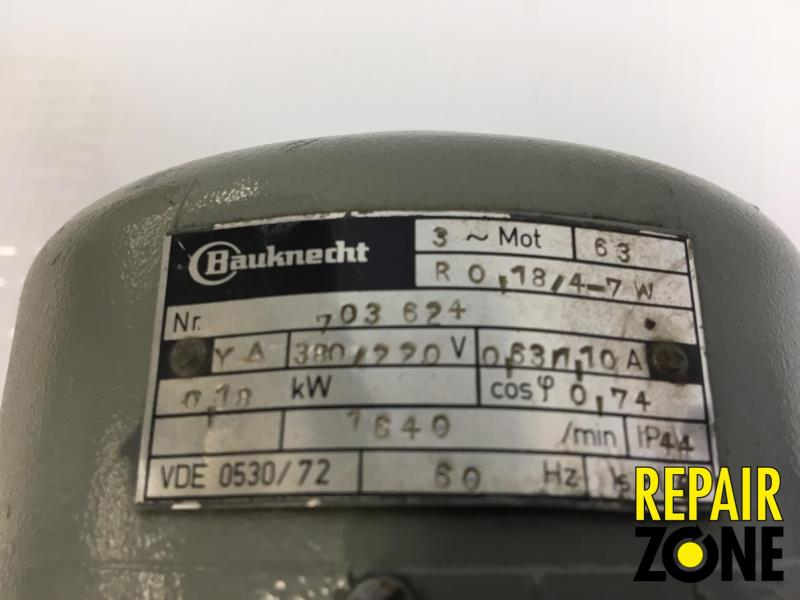 Bauknecht
3 ~ Mot 63
R 0,18/4-7 W
Nr. 703 624
Y Δ 380/220 V 0,63/1,10 A
0,18 kW cosφ 0,74
1640 /min IP44
VDE 0530/72 60 Hz
REPAIR
ZONE